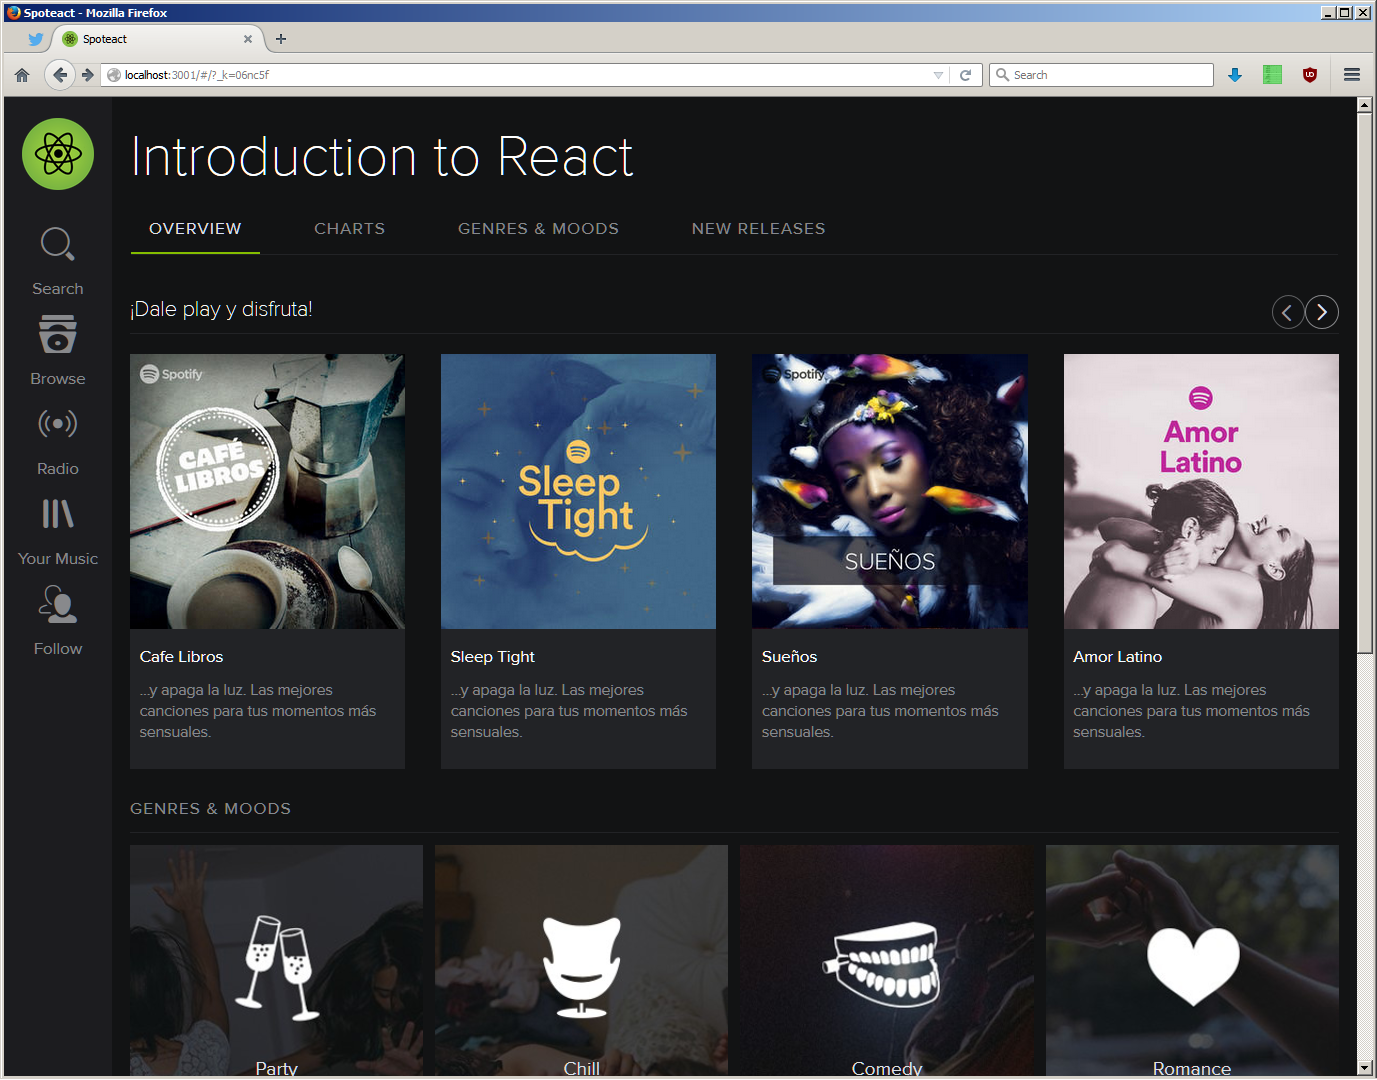 Spoteact - Mozilla Firefox
Spoteact
localhost:3001/#/?_k=06nc5f
Search
Introduction to React
OVERVIEW
CHARTS
GENRES & MOODS
NEW RELEASES
Search
Browse
Radio
Your Music
Follow
¡Dale play y disfruta!
Spotify
CAFÉ
LIBROS
Sleep
Tight
Spotify
SUEÑOS
Amor
Latino
Cafe Libros
...y apaga la luz. Las mejores
canciones para tus momentos más
sensuales.
Sleep Tight
...y apaga la luz. Las mejores
canciones para tus momentos más
sensuales.
Sueños
...y apaga la luz. Las mejores
canciones para tus momentos más
sensuales.
Amor Latino
...y apaga la luz. Las mejores
canciones para tus momentos más
sensuales.
GENRES & MOODS
Party
Chill
Comedy
Romance